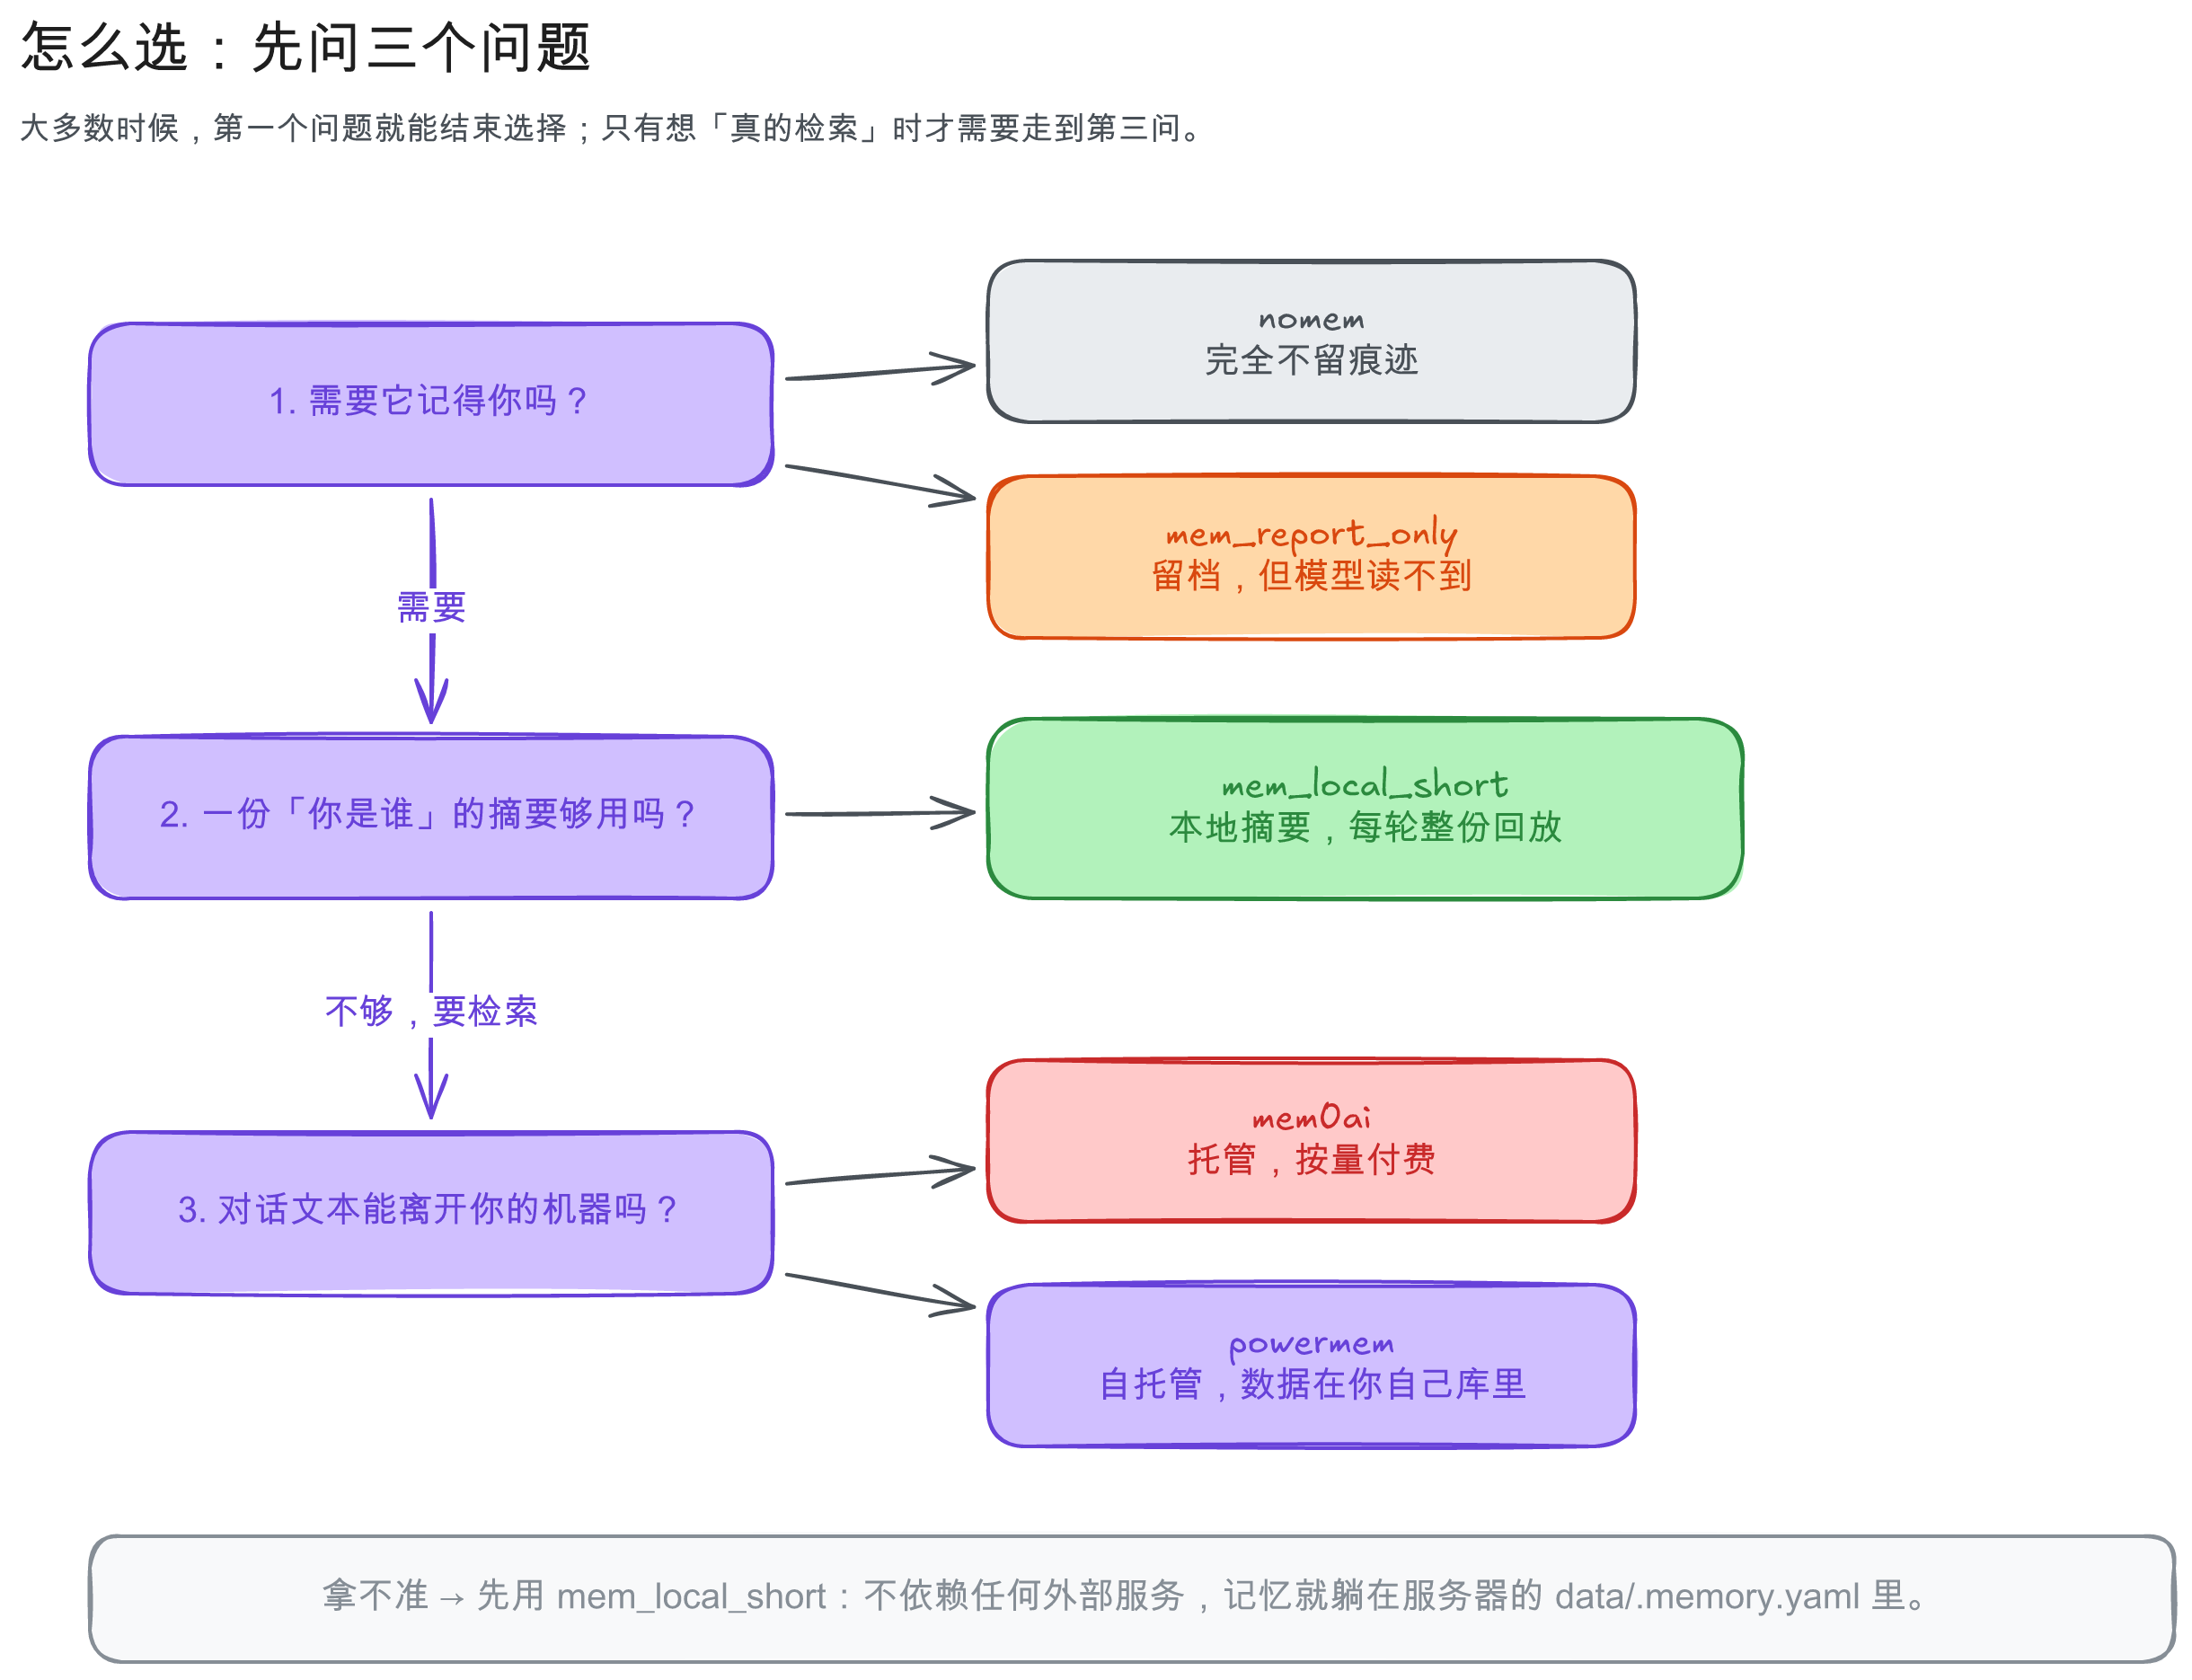 怎么选：先问三个问题
大多数时候，第一个问题就能结束选择；只有想「真的检索」时才需要走到第三问。
nomem
完全不留痕迹
1. 需要它记得你吗？
mem_report_only
留档，但模型读不到
需要
mem_local_short
本地摘要，每轮整份回放
2. 一份「你是谁」的摘要够用吗？
不够，要检索
mem0ai
托管，按量付费
3. 对话文本能离开你的机器吗？
powermem
自托管，数据在你自己库里
拿不准→ 先用 mem_local_short：不依赖任何外部服务，记忆就躺在服务器的 data/.memory.yaml 里。